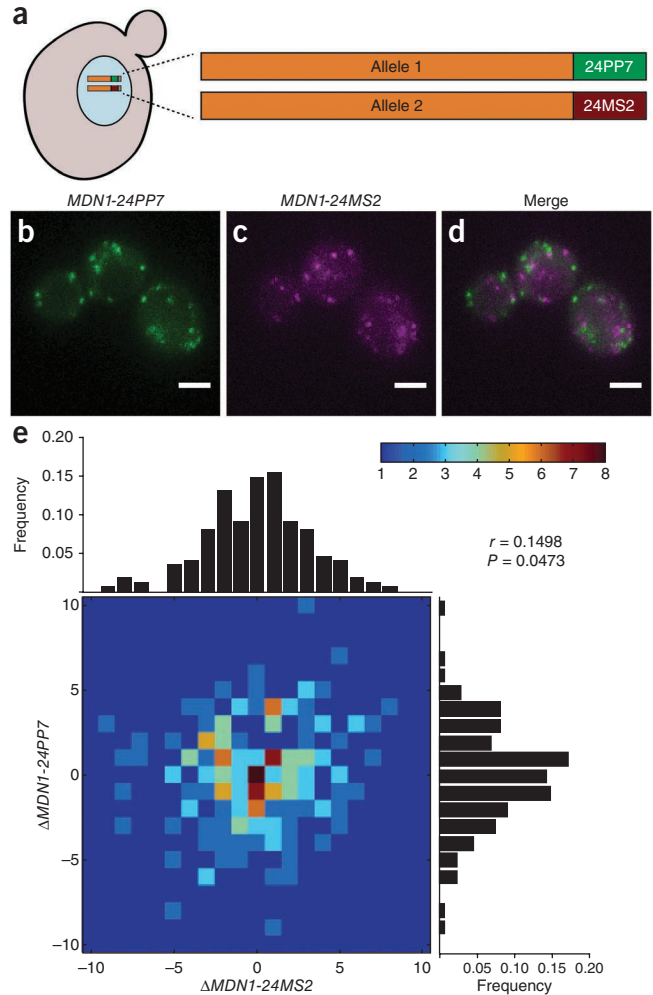 a
Allele 1
24PP7
Allele 2
24MS2
MDN1-24PP7
MDN1-24MS2
Merge
b
c
d
e
0.20
0.15
0.10
0.05
Frequency
1 2 3 4 5 6 7 8
r = 0.1498
P = 0.0473
10
5
0
−5
−10
ΔMDN1-24PP7
−10 −5 0 5 10
ΔMDN1-24MS2
0.05 0.10 0.15 0.20
Frequency